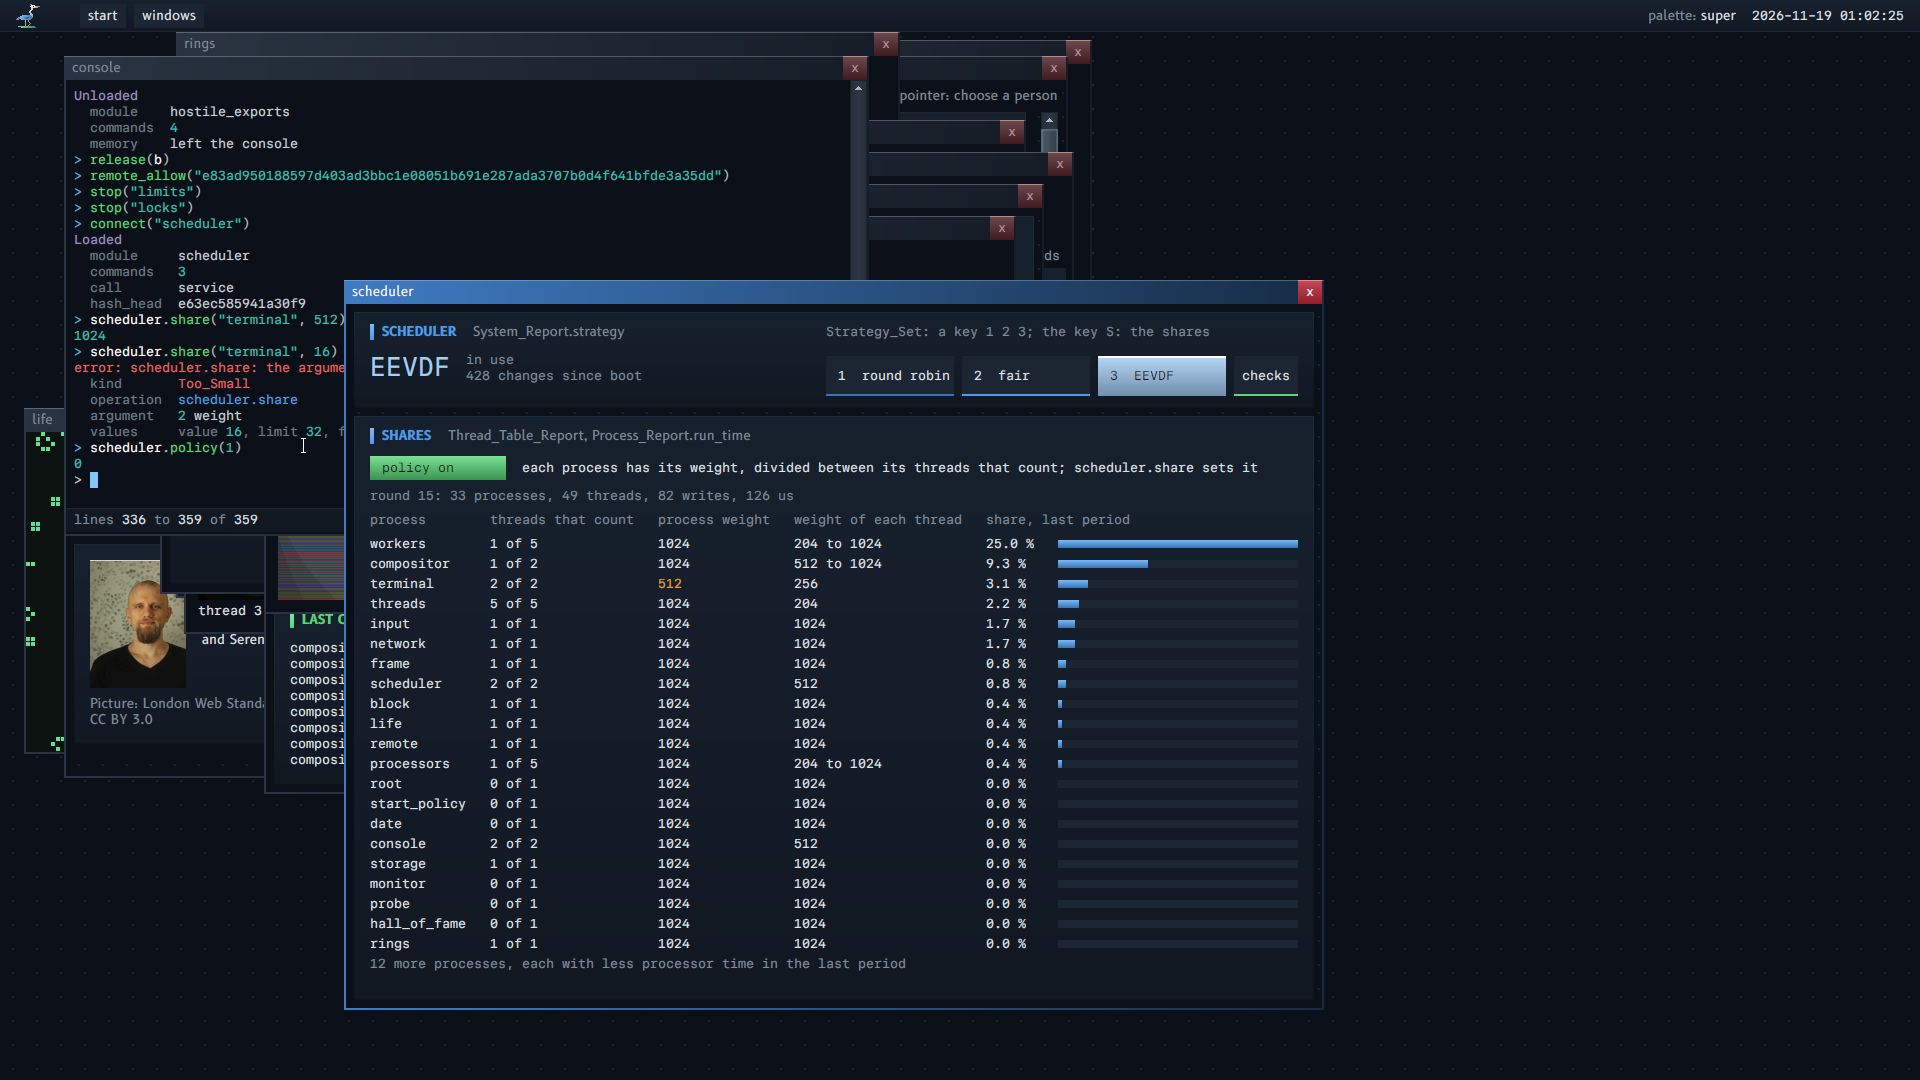 start windows palette: super 2026-11-19 01:02:25
rings x
console x
x
x
pointer: choose a person
x
x
x
x
ds
Unloaded
module hostile_exports
commands 4
memory left the console
> release(b)
> remote_allow("e83ad950188597d403ad3bbc1e08051b691e287ada3707b0d4f641bfde3a35dd")
> stop("limits")
> stop("locks")
> connect("scheduler")
Loaded
module scheduler
commands 3
call service
hash_head e63ec585941a30f9
> scheduler.share("terminal", 512)
1024
> scheduler.share("terminal", 16)
error: scheduler.share: the argume
kind Too_Small
operation scheduler.share
argument 2 weight
values value 16, limit 32, f
> scheduler.policy(1)
0
>
lines 336 to 359 of 359
life
thread 3
and Seren
Picture: London Web Standa
CC BY 3.0
LAST C
composi
composi
composi
composi
composi
composi
composi
composi
scheduler x
SCHEDULER System_Report.strategy Strategy_Set: a key 1 2 3; the key S: the shares
EEVDF in use
428 changes since boot
1 round robin 2 fair 3 EEVDF checks
SHARES Thread_Table_Report, Process_Report.run_time
policy on each process has its weight, divided between its threads that count; scheduler.share sets it
round 15: 33 processes, 49 threads, 82 writes, 126 us
process threads that count process weight weight of each thread share, last period
workers 1 of 5 1024 204 to 1024 25.0 %
compositor 1 of 2 1024 512 to 1024 9.3 %
terminal 2 of 2 512 256 3.1 %
threads 5 of 5 1024 204 2.2 %
input 1 of 1 1024 1024 1.7 %
network 1 of 1 1024 1024 1.7 %
frame 1 of 1 1024 1024 0.8 %
scheduler 2 of 2 1024 512 0.8 %
block 1 of 1 1024 1024 0.4 %
life 1 of 1 1024 1024 0.4 %
remote 1 of 1 1024 1024 0.4 %
processors 1 of 5 1024 204 to 1024 0.4 %
root 0 of 1 1024 1024 0.0 %
start_policy 0 of 1 1024 1024 0.0 %
date 0 of 1 1024 1024 0.0 %
console 2 of 2 1024 512 0.0 %
storage 1 of 1 1024 1024 0.0 %
monitor 0 of 1 1024 1024 0.0 %
probe 0 of 1 1024 1024 0.0 %
hall_of_fame 0 of 1 1024 1024 0.0 %
rings 1 of 1 1024 1024 0.0 %
12 more processes, each with less processor time in the last period